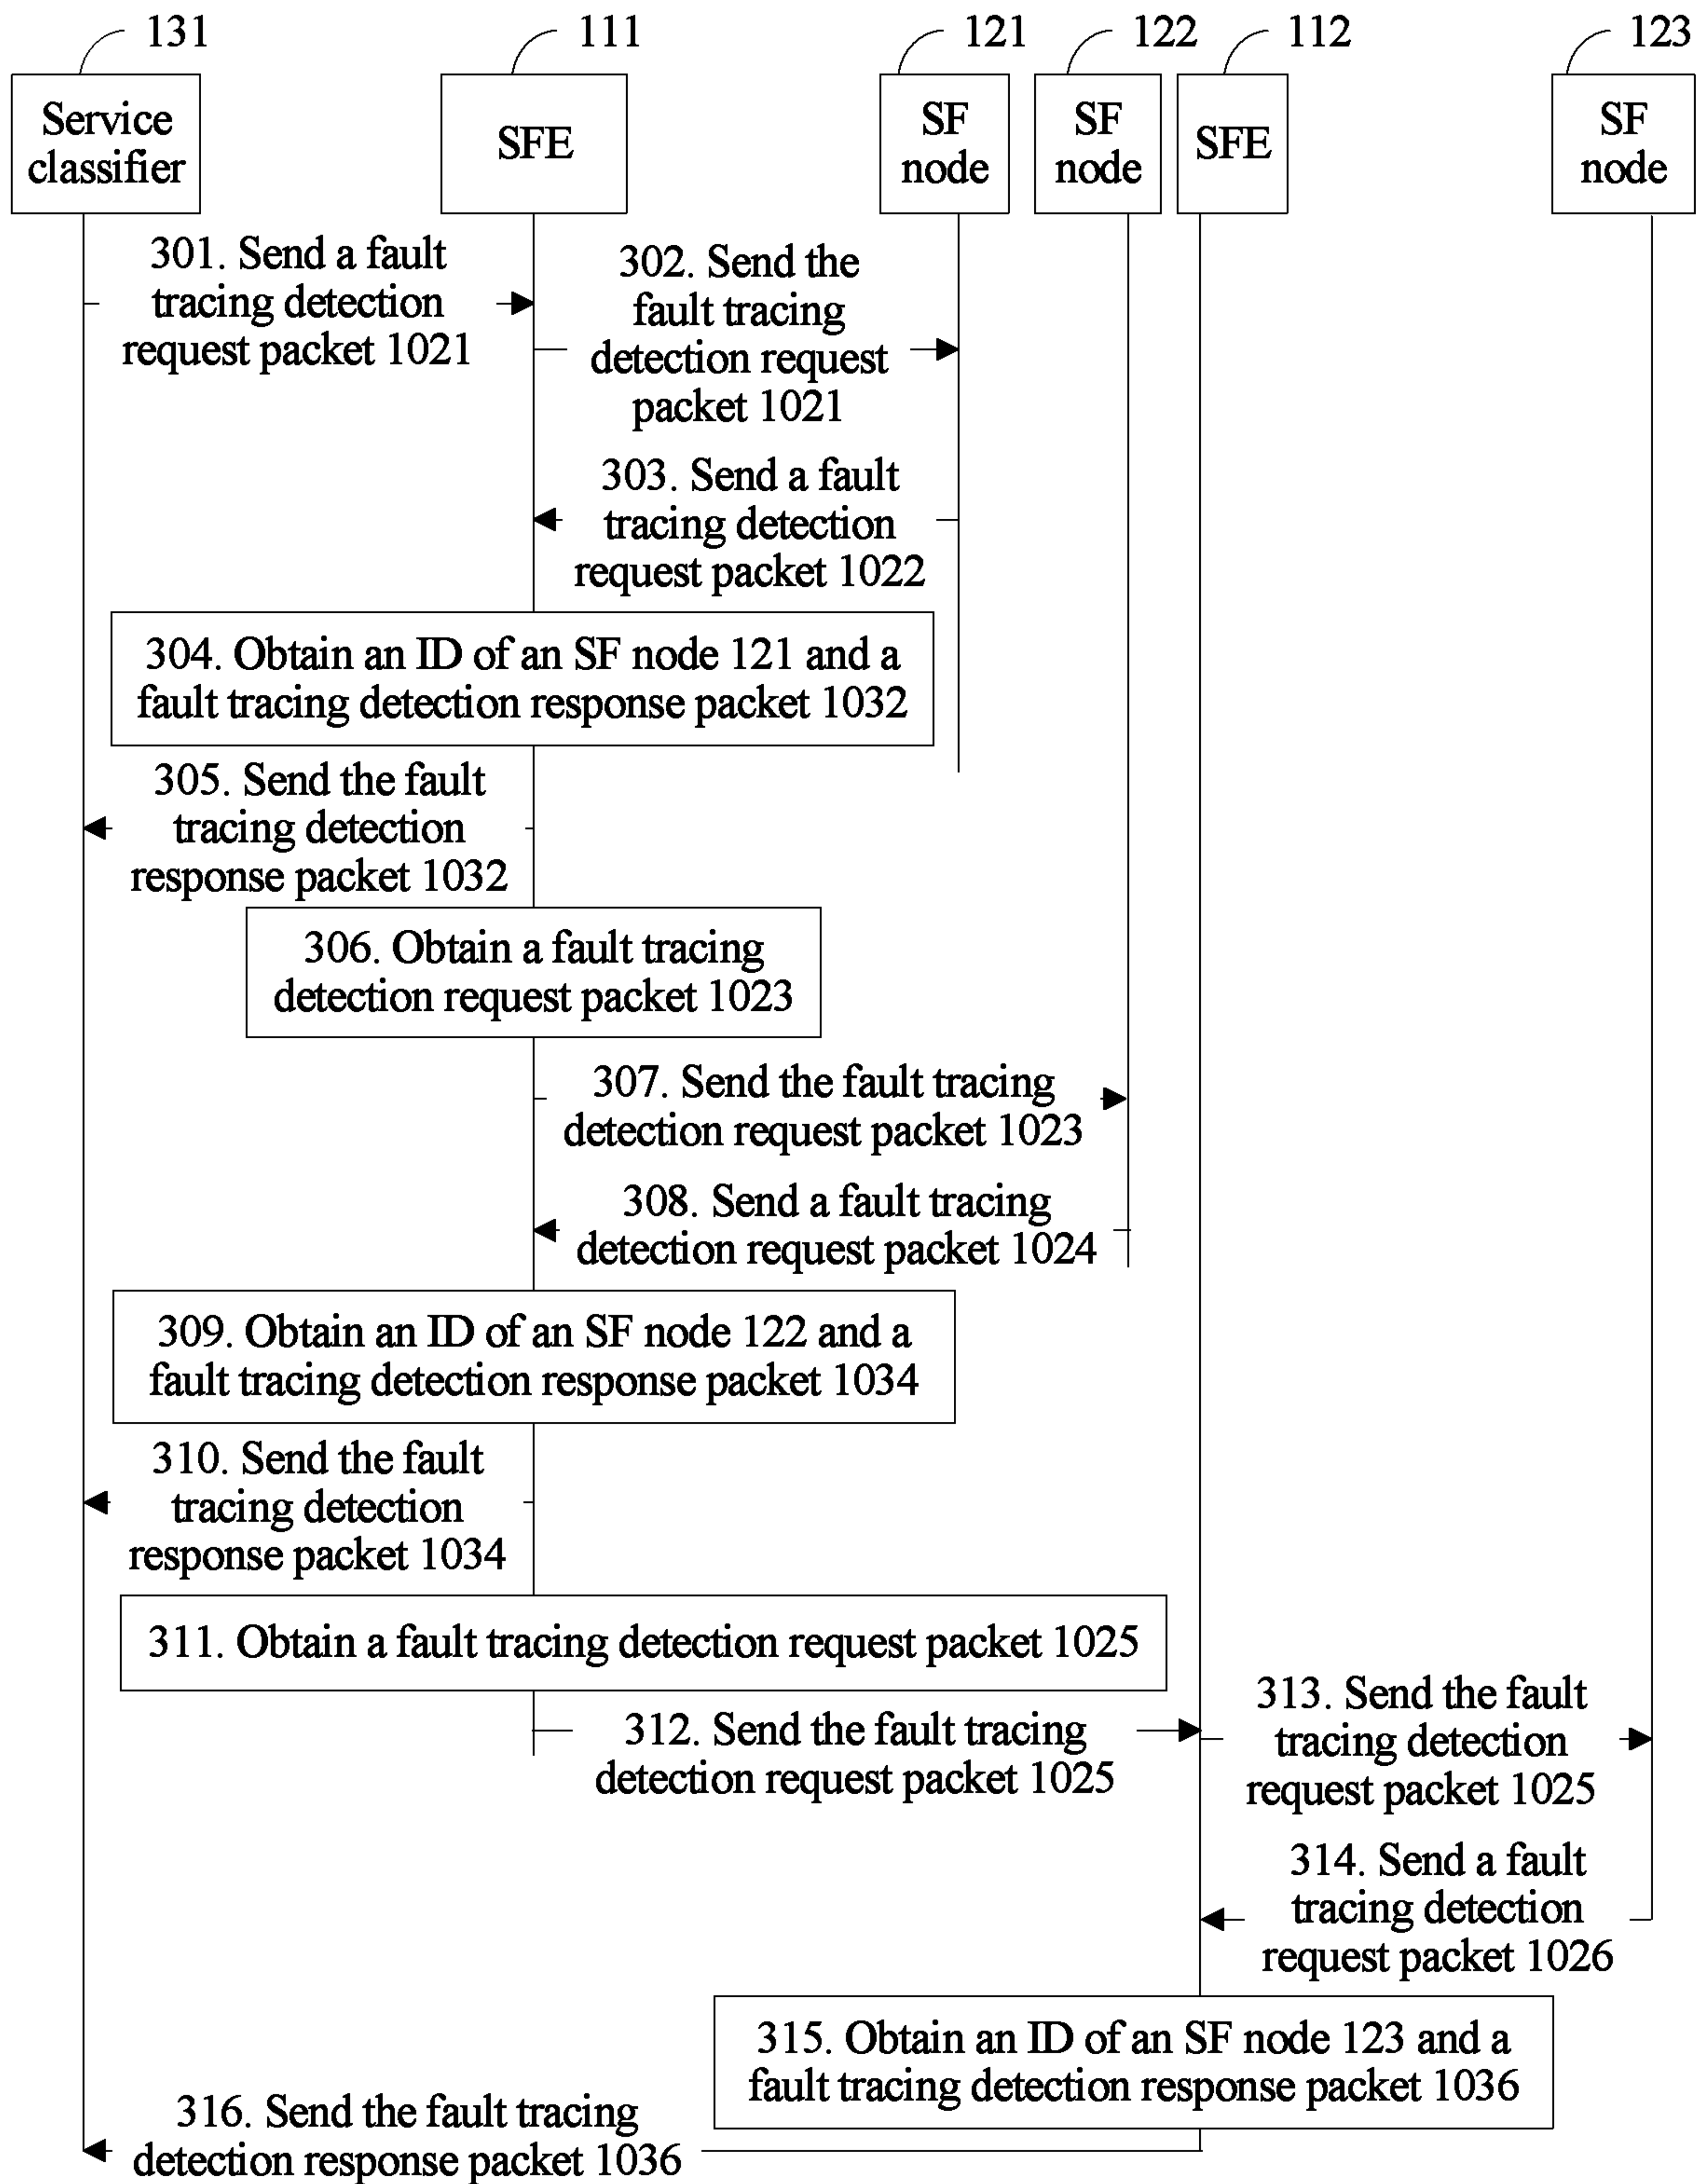 131
111
121
122
112
123
Service
classifier
SFE
SF
node
SF
node
SFE
SF
node
301. Send a fault
tracing detection
request packet 1021
302. Send the
fault tracing
detection request
packet 1021
303. Send a fault
tracing detection
request packet 1022
304. Obtain an ID of an SF node 121 and a
fault tracing detection response packet 1032
305. Send the fault
tracing detection
response packet 1032
306. Obtain a fault tracing
detection request packet 1023
307. Send the fault tracing
detection request packet 1023
308. Send a fault tracing
detection request packet 1024
309. Obtain an ID of an SF node 122 and a
fault tracing detection response packet 1034
310. Send the fault
tracing detection
response packet 1034
311. Obtain a fault tracing detection request packet 1025
312. Send the fault tracing
detection request packet 1025
313. Send the fault
tracing detection
request packet 1025
314. Send a fault
tracing detection
request packet 1026
315. Obtain an ID of an SF node 123 and a
fault tracing detection response packet 1036
316. Send the fault tracing
detection response packet 1036